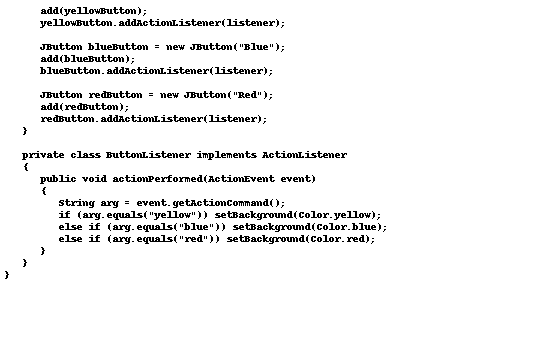 add(yellowButton);
yellowButton.addActionListener(listener);
JButton blueButton = new JButton("Blue");
add(blueButton);
blueButton.addActionListener(listener);
JButton redButton = new JButton("Red");
add(redButton);
redButton.addActionListener(listener);
}
private class ButtonListener implements ActionListener
{
public void actionPerformed(ActionEvent event)
{
String arg = event.getActionCommand();
if (arg.equals("yellow")) setBackground(Color.yellow);
else if (arg.equals("blue")) setBackground(Color.blue);
else if (arg.equals("red")) setBackground(Color.red);
}
}
}